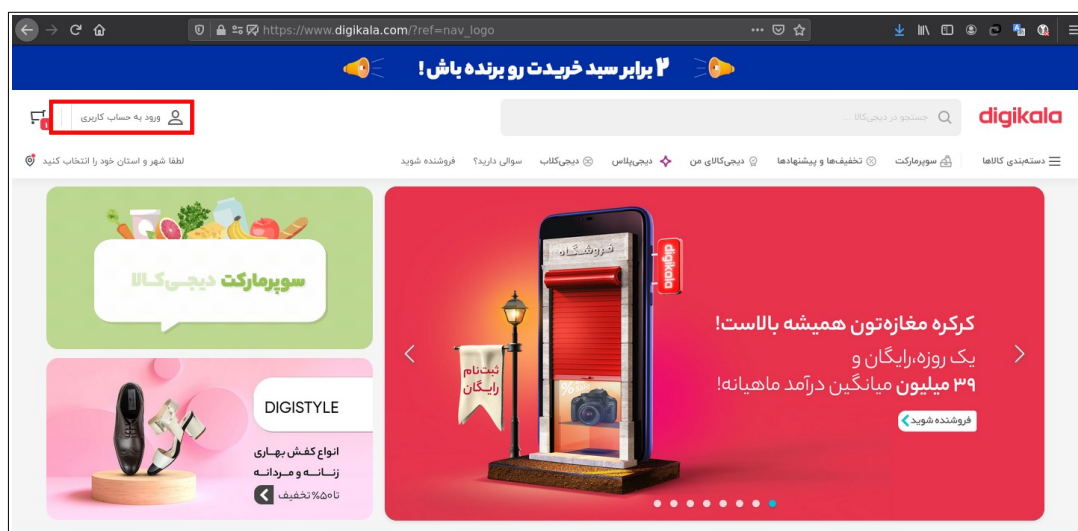 https://www.digikala.com/?ref=nav_logo
۲ برابر سبد خریدت رو برنده باش!
digikala
جستجو در دیجی‌کالا ...
ورود به حساب کاربری
۱
دسته‌بندی کالاها
سوپرمارکت
تخفیف‌ها و پیشنهادها
دیجی‌کالای من
دیجی‌پلاس
دیجی‌کلاب
سوالی دارید؟
فروشنده شوید
لطفا شهر و استان خود را انتخاب کنید
فروشگاه
digikala
کرکره مغازه‌تون همیشه بالاست!
یک روزه،رایگان و
۳۹ میلیون میانگین درآمد ماهیانه!
فروشنده شوید
ثبت‌نام
رایگان
%
سوپرمارکت دیجی‌کالا
DIGISTYLE
انواع کفش بهاری
زنانه و مردانه
تا ۵۰% تخفیف